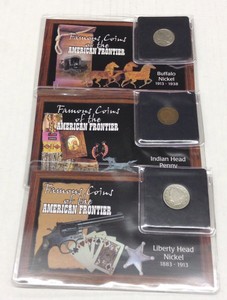 Famous Coins
of the
AMERICAN FRONTIER
Buffalo
Nickel
1913 - 1938
Famous Coins
of the
AMERICAN FRONTIER
Indian Head
Penny
Famous Coins
of the
AMERICAN FRONTIER
Liberty Head
Nickel
1883 - 1913